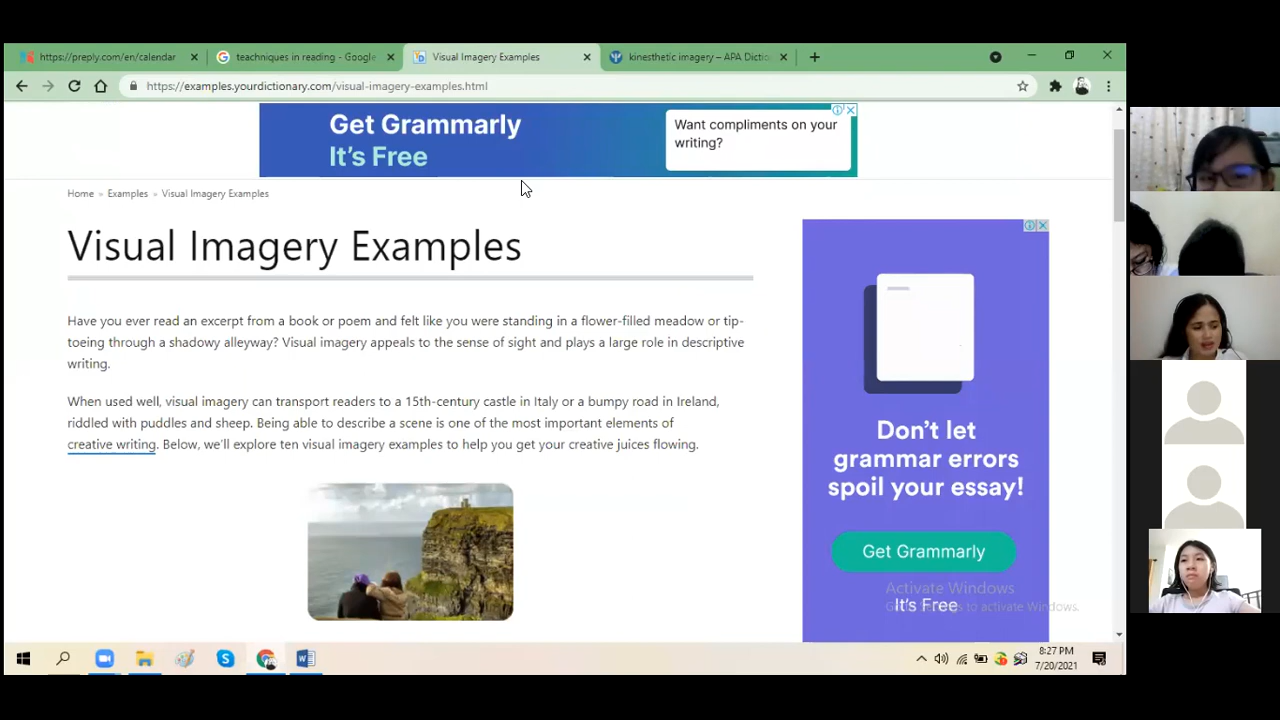 https://preply.com/en/calendar
teachniques in reading - Google
Visual Imagery Examples
kinesthetic imagery – APA Dictio
https://examples.yourdictionary.com/visual-imagery-examples.html
Get Grammarly
It's Free
Want compliments on your
writing?
Home » Examples » Visual Imagery Examples
Visual Imagery Examples
Have you ever read an excerpt from a book or poem and felt like you were standing in a flower-filled meadow or tip-
toeing through a shadowy alleyway? Visual imagery appeals to the sense of sight and plays a large role in descriptive
writing.
When used well, visual imagery can transport readers to a 15th-century castle in Italy or a bumpy road in Ireland,
riddled with puddles and sheep. Being able to describe a scene is one of the most important elements of
creative writing. Below, we'll explore ten visual imagery examples to help you get your creative juices flowing.
Don't let
grammar errors
spoil your essay!
Get Grammarly
It's Free
Activate Windows
to activate Windows.
8:27 PM
7/20/2021